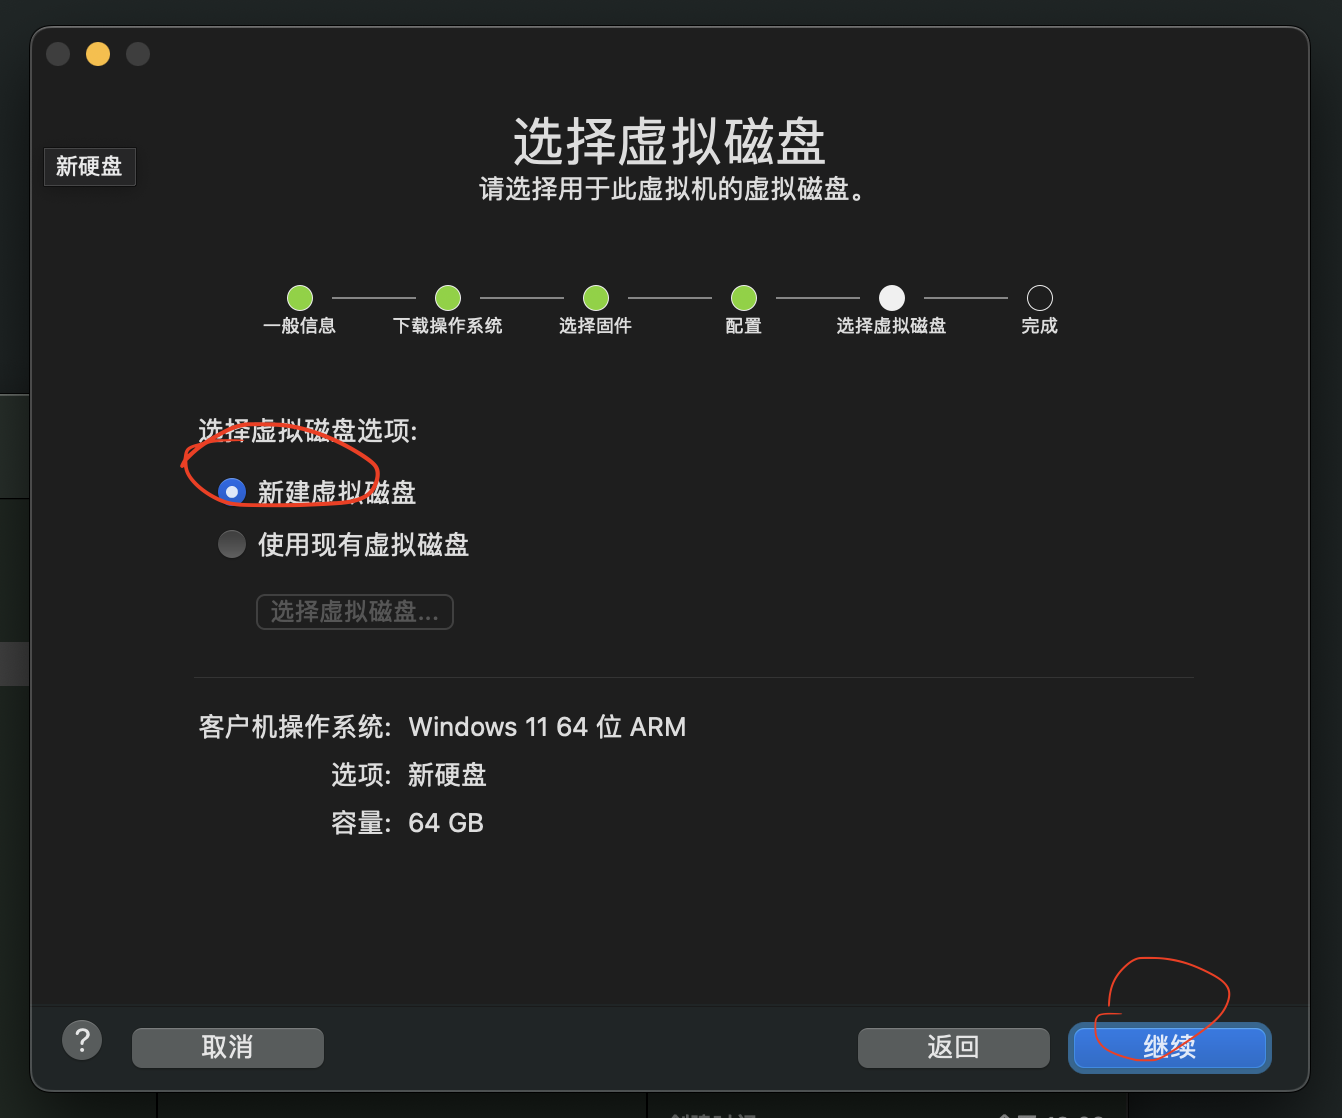 选择虚拟磁盘
新硬盘
请选择用于此虚拟机的虚拟磁盘。
一般信息
下载操作系统
选择固件
配置
选择虚拟磁盘
完成
选择虚拟磁盘选项:
新建虚拟磁盘
使用现有虚拟磁盘
选择虚拟磁盘...
客户机操作系统: Windows 11 64 位 ARM
选项: 新硬盘
容量: 64 GB
? 取消 返回 继续